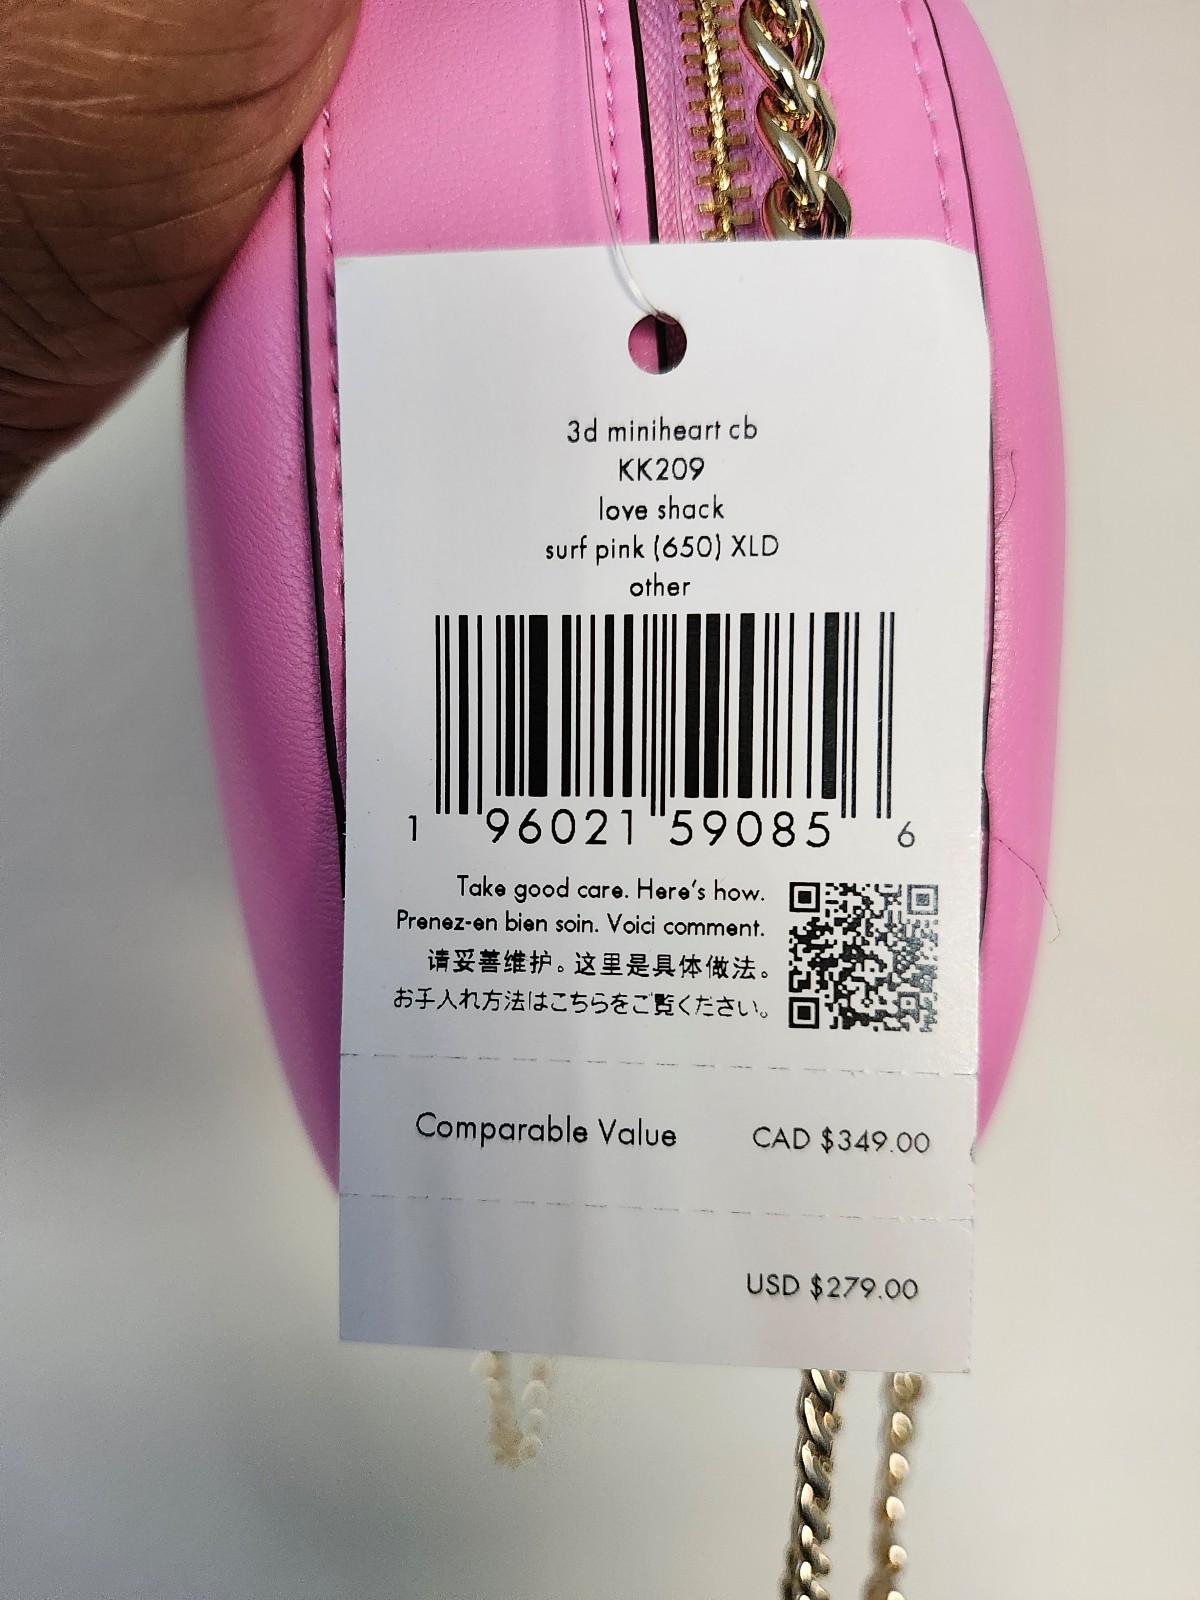 3d miniheart cb
KK209
love shack
surf pink (650) XLD
other
1 96021 59085 6
Take good care. Here's how.
Prenez-en bien soin. Voici comment.
请妥善维护。这里是具体做法。
お手入れ方法はこちらをご覧ください。
Comparable Value CAD $349.00
USD $279.00